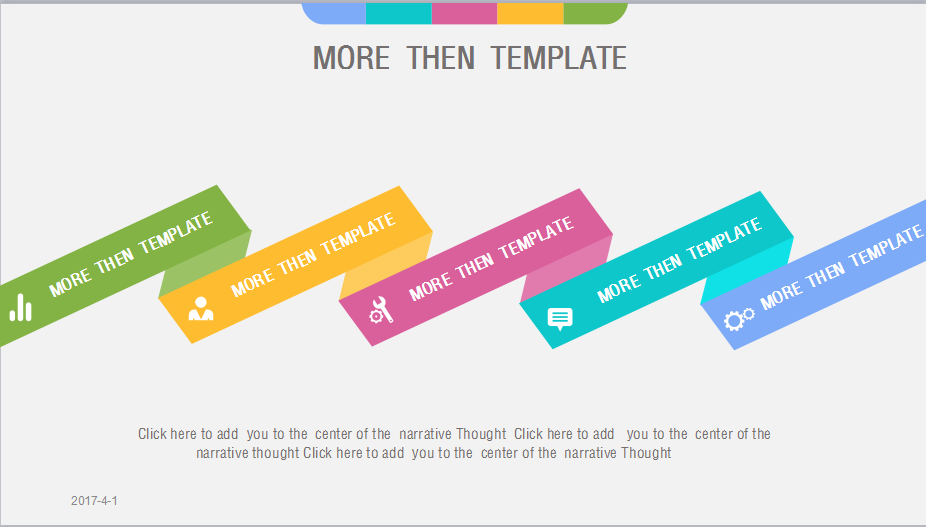 MORE THEN TEMPLATE
MORE THEN TEMPLATE
MORE THEN TEMPLATE
MORE THEN TEMPLATE
MORE THEN TEMPLATE
MORE THEN TEMPLATE
Click here to add you to the center of the narrative Thought Click here to add you to the center of the
narrative thought Click here to add you to the center of the narrative Thought
2017-4-1